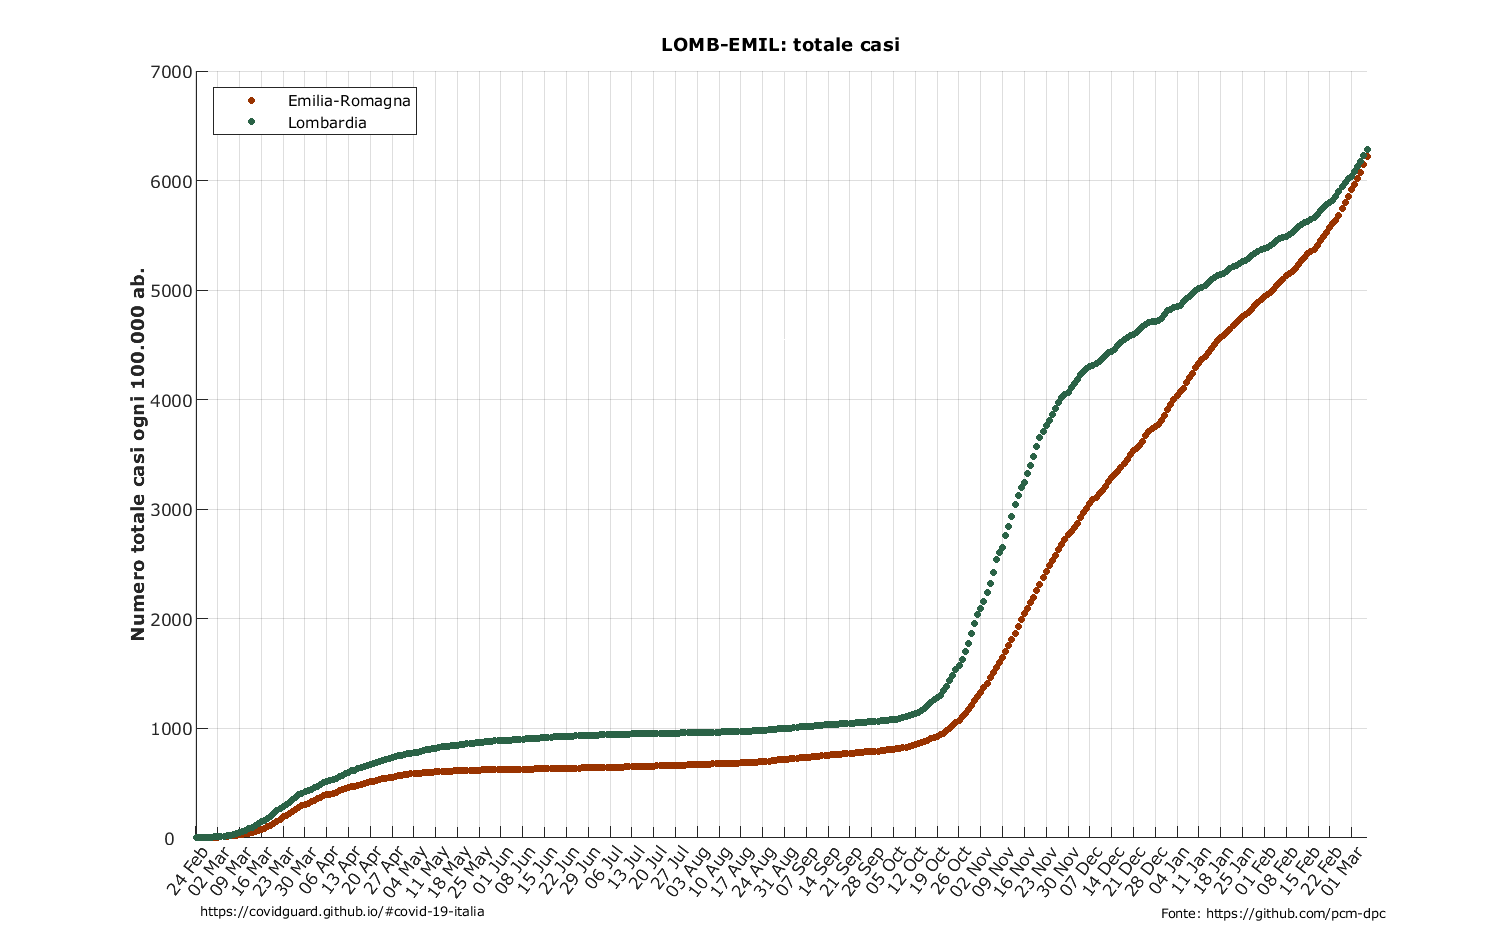 LOMB-EMIL: totale casi
Emilia-Romagna
Lombardia
Numero totale casi ogni 100.000 ab.
7000
6000
5000
4000
3000
2000
1000
0
24 Feb
02 Mar
09 Mar
16 Mar
23 Mar
30 Mar
06 Apr
13 Apr
20 Apr
27 Apr
04 May
11 May
18 May
25 May
01 Jun
08 Jun
15 Jun
22 Jun
29 Jun
06 Jul
13 Jul
20 Jul
27 Jul
03 Aug
10 Aug
17 Aug
24 Aug
31 Aug
07 Sep
14 Sep
21 Sep
28 Sep
05 Oct
12 Oct
19 Oct
26 Oct
02 Nov
09 Nov
16 Nov
23 Nov
30 Nov
07 Dec
14 Dec
21 Dec
28 Dec
04 Jan
11 Jan
18 Jan
25 Jan
01 Feb
08 Feb
15 Feb
22 Feb
01 Mar
https://covidguard.github.io/#covid-19-italia
Fonte: https://github.com/pcm-dpc